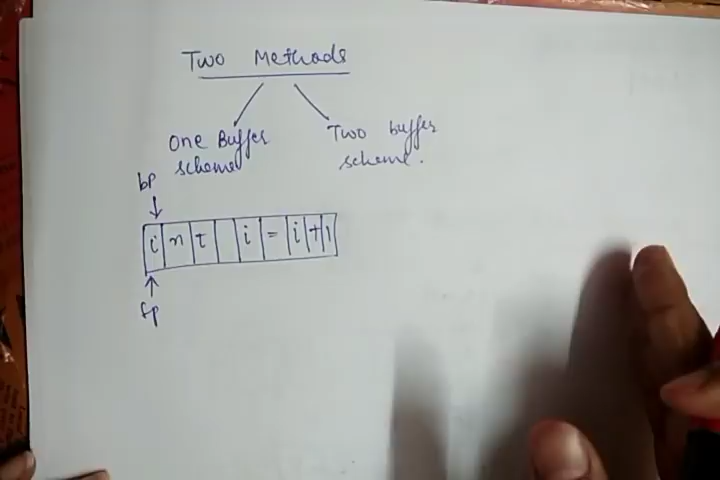 Two Methods
One Buffer
scheme
Two buffer
scheme.
bp
i n t i = i + 1
fp